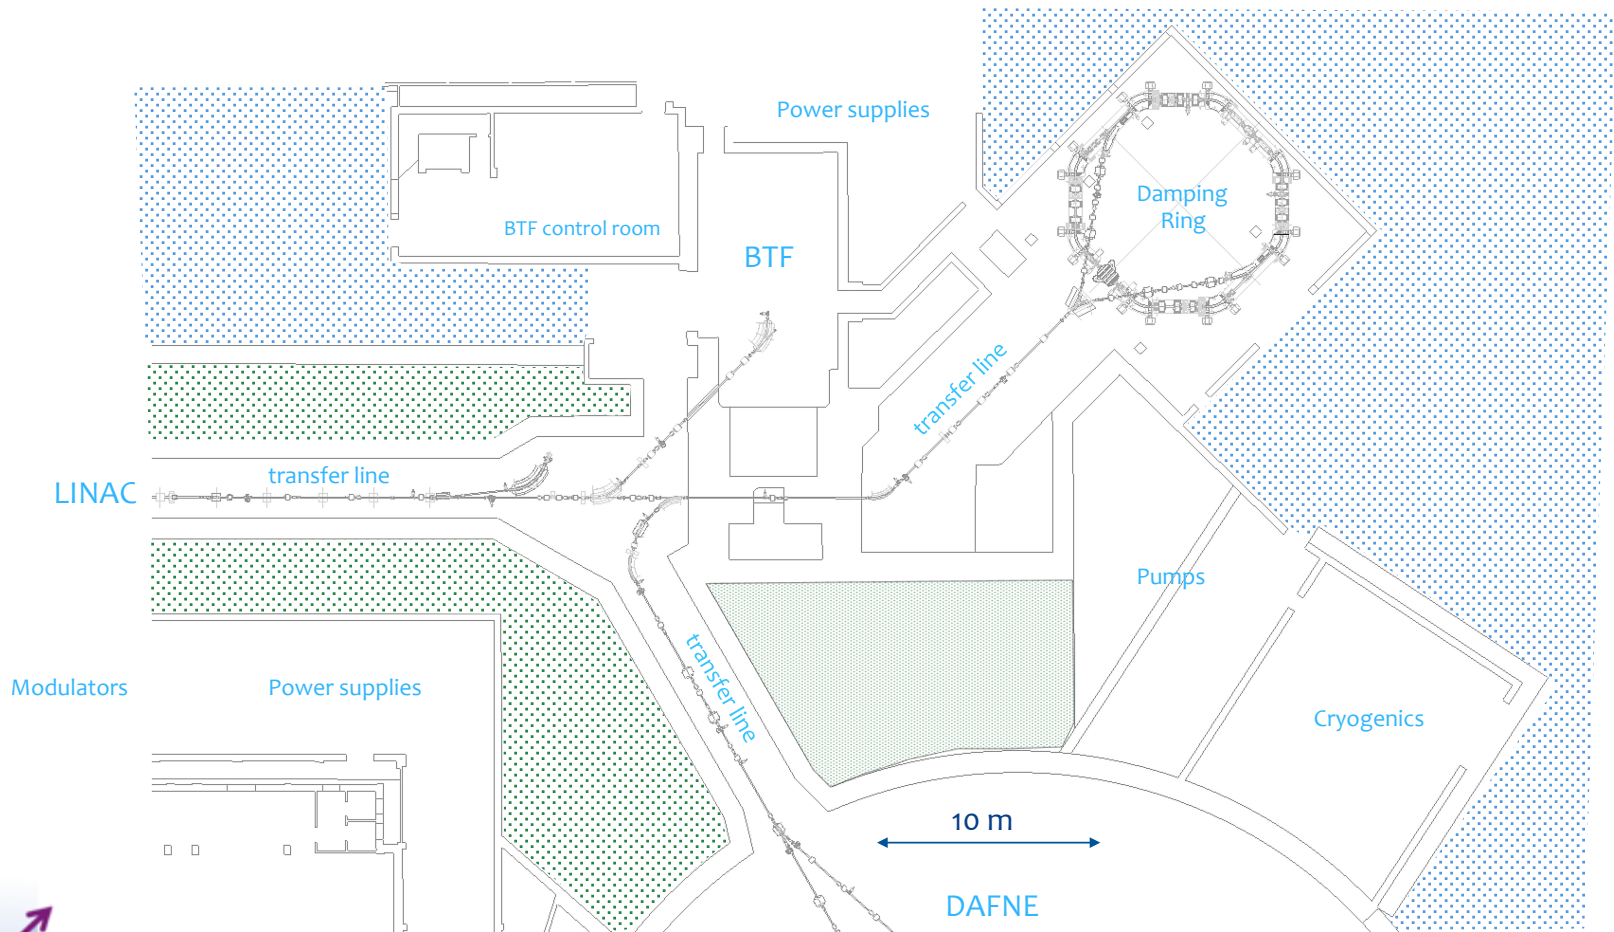 Power supplies
Damping
Ring
BTF control room
BTF
transfer line
transfer line
LINAC
Pumps
transfer line
Modulators
Power supplies
Cryogenics
10 m
DAFNE